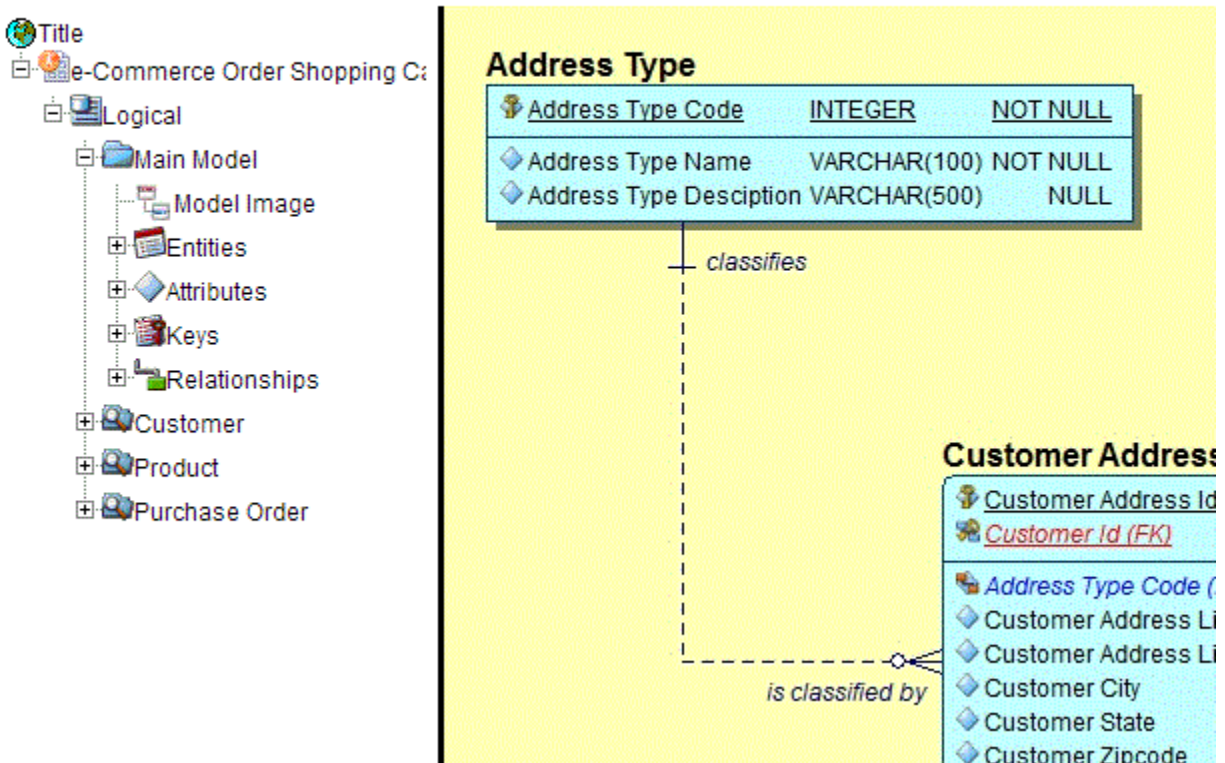 Title
e-Commerce Order Shopping Ca
Logical
Main Model
Model Image
Entities
Attributes
Keys
Relationships
Customer
Product
Purchase Order
Address Type
Address Type Code INTEGER NOT NULL
Address Type Name VARCHAR(100) NOT NULL
Address Type Desciption VARCHAR(500) NULL
classifies
is classified by
Customer Address
Customer Address Id
Customer Id (FK)
Address Type Code (
Customer Address Li
Customer Address Li
Customer City
Customer State
Customer Zipcode